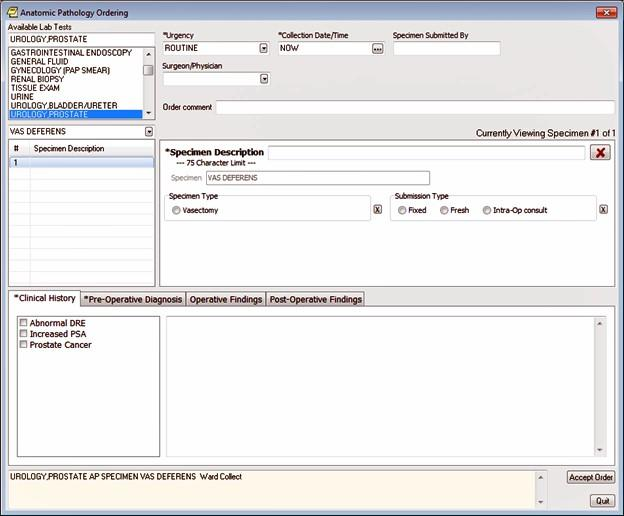 Anatomic Pathology Ordering
Available Lab Tests
UROLOGY,PROSTATE
GASTROINTESTINAL ENDOSCOPY
GENERAL FLUID
GYNECOLOGY (PAP SMEAR)
RENAL BIOPSY
TISSUE EXAM
URINE
UROLOGY,BLADDER/URETER
UROLOGY,PROSTATE
*Urgency
ROUTINE
*Collection Date/Time
NOW
...
Specimen Submitted By
Surgeon/Physician
Order comment
VAS DEFERENS
Currently Viewing Specimen #1 of 1
# Specimen Description
1
*Specimen Description
--- 75 Character Limit ---
Specimen VAS DEFERENS
Specimen Type
Vasectomy
X
Submission Type
Fixed Fresh Intra-Op consult
X
*Clinical History *Pre-Operative Diagnosis Operative Findings Post-Operative Findings
Abnormal DRE
Increased PSA
Prostate Cancer
UROLOGY,PROSTATE AP SPECIMEN VAS DEFERENS Ward Collect
Accept Order
Quit